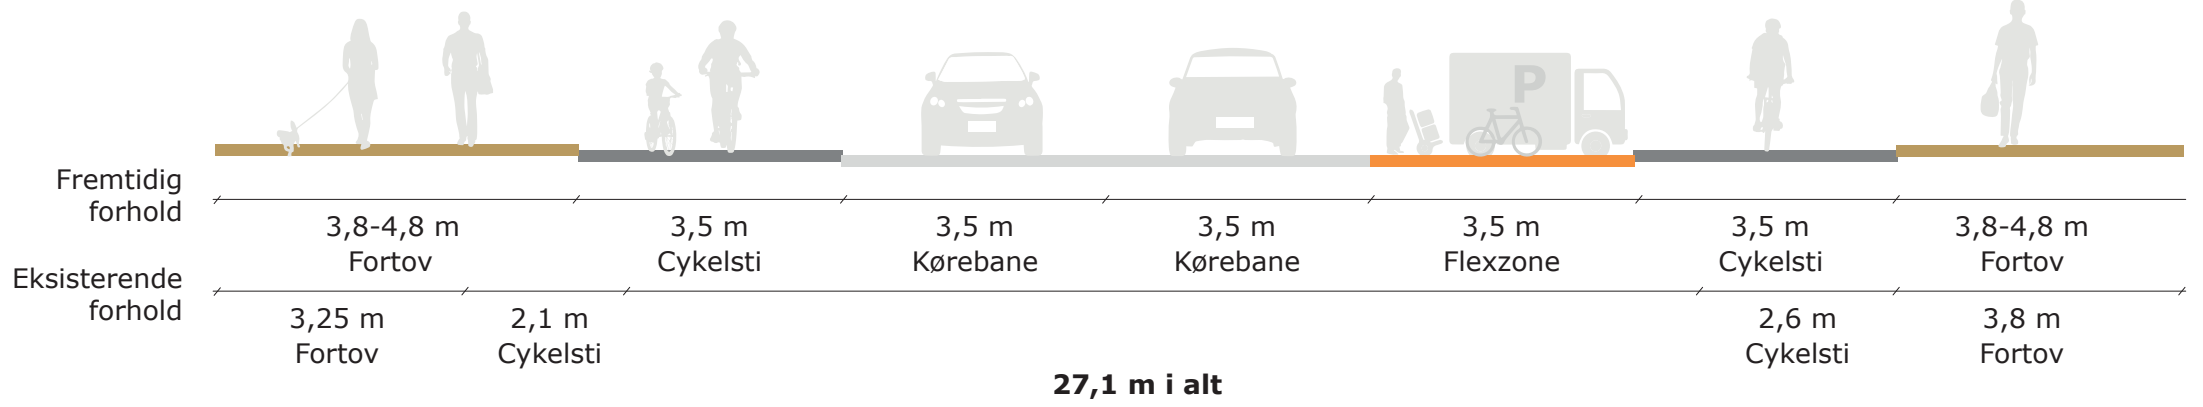 P
Fremtidig
forhold
3,8-4,8 m
Fortov
3,5 m
Cykelsti
3,5 m
Kørebane
3,5 m
Kørebane
3,5 m
Flexzone
3,5 m
Cykelsti
3,8-4,8 m
Fortov
Eksisterende
forhold
3,25 m
Fortov
2,1 m
Cykelsti
2,6 m
Cykelsti
3,8 m
Fortov
27,1 m i alt